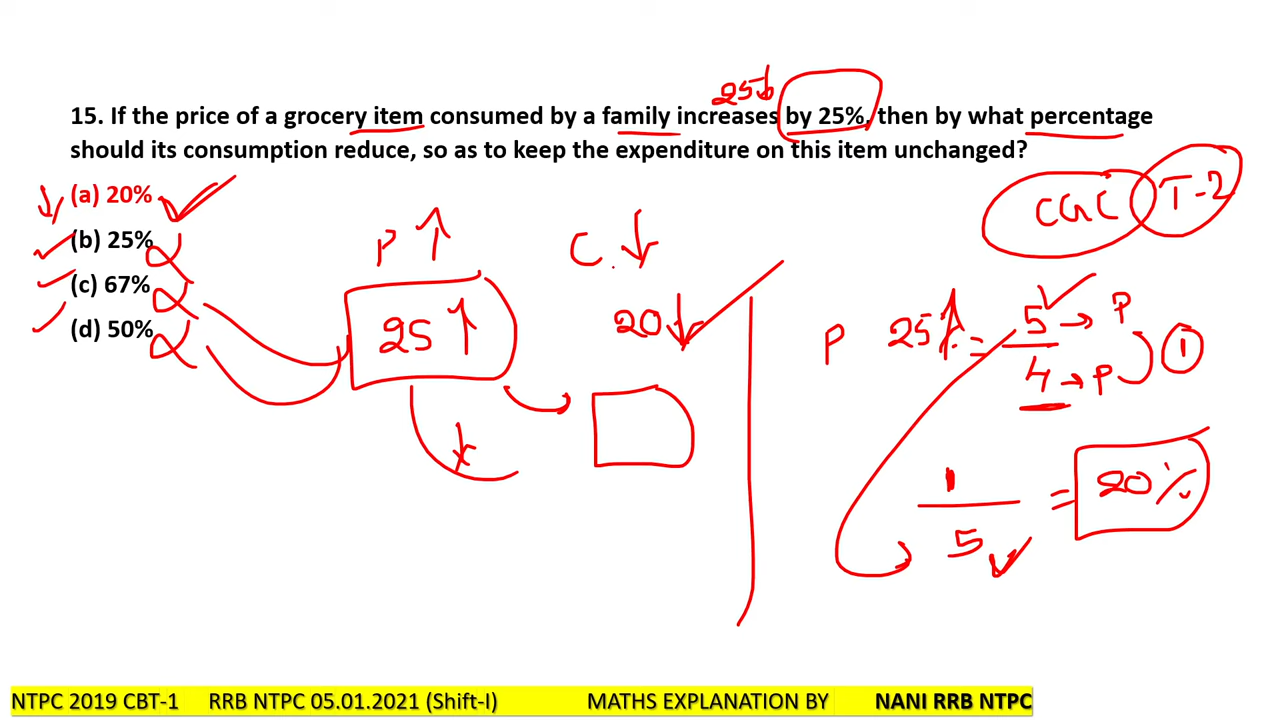 25↓
15. If the price of a grocery item consumed by a family increases by 25%, then by what percentage
should its consumption reduce, so as to keep the expenditure on this item unchanged?
(a) 20%
(b) 25%
(c) 67%
(d) 50%
CGL T-2
P ↑ C ↓
25 ↑ 20 ↓
P 25↑ = 5/4
→ P
→ P
1
1/5 = 20%
NTPC 2019 CBT-1 RRB NTPC 05.01.2021 (Shift-I) MATHS EXPLANATION BY NANI RRB NTPC